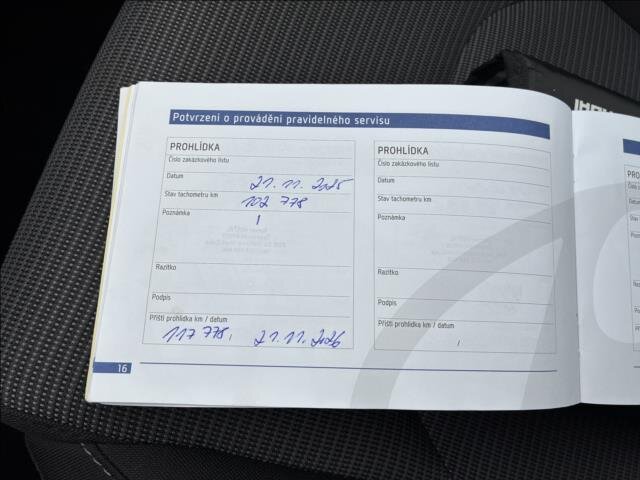 Potvrzení o provádění pravidelného servisu
PROHLÍDKA
Číslo zakázkového listu
Datum 21. 11. 2025
Stav tachometru km 102 778
Poznámka
Razítko
Podpis
Příští prohlídka km / datum
117 778, 21. 11. 2026
PROHLÍDKA
Číslo zakázkového listu
Datum
Stav tachometru km
Poznámka
Razítko
Podpis
Příští prohlídka km / datum
/
16